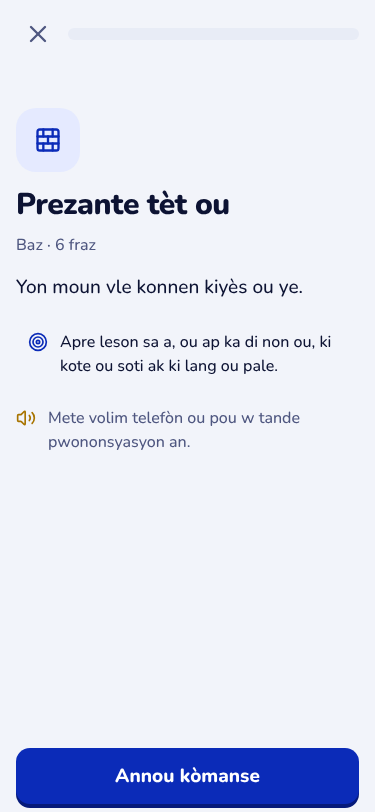 Prezante tèt ou
Baz · 6 fraz
Yon moun vle konnen kiyès ou ye.
Apre leson sa a, ou ap ka di non ou, ki
kote ou soti ak ki lang ou pale.
Mete volim telefòn ou pou w tande
pwononsyasyon an.
Annou kòmanse